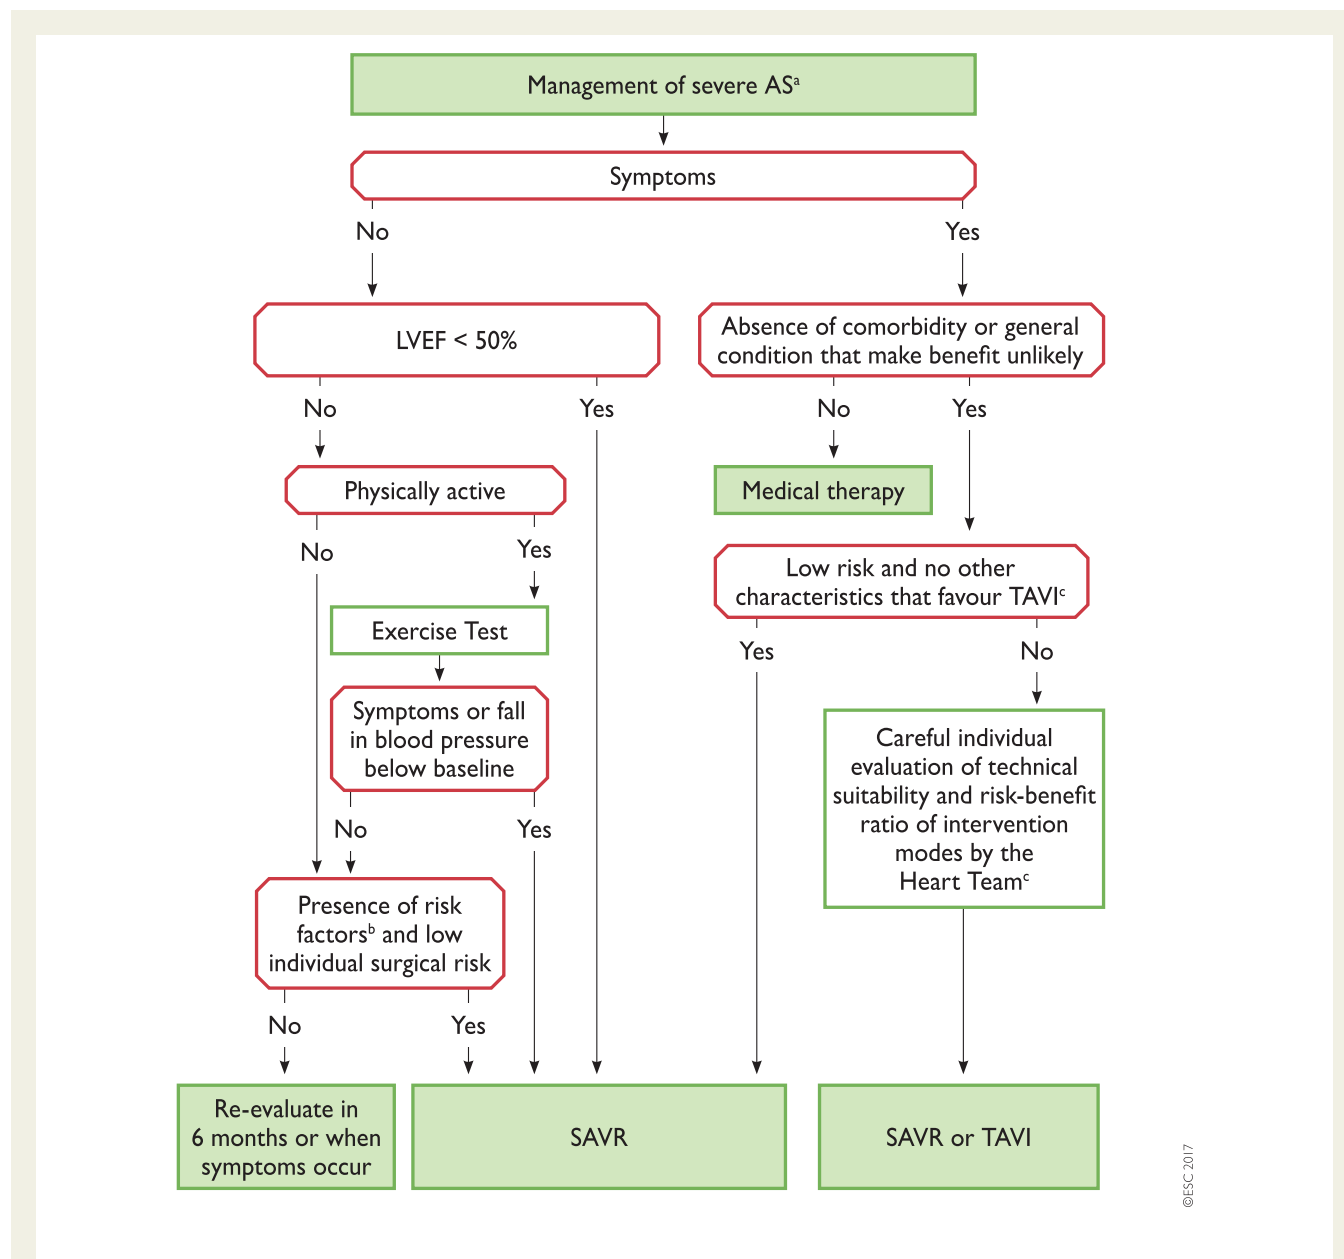 Management of severe ASᵃ
Symptoms
No
Yes
LVEF < 50%
Absence of comorbidity or general
condition that make benefit unlikely
No
Yes
No
Yes
Physically active
Medical therapy
No
Yes
Low risk and no other
characteristics that favour TAVIᶜ
Exercise Test
Yes
No
Symptoms or fall
in blood pressure
below baseline
Careful individual
evaluation of technical
suitability and risk-benefit
ratio of intervention
modes by the
Heart Teamᶜ
No
Yes
Presence of risk
factorsᵇ and low
individual surgical risk
No
Yes
Re-evaluate in
6 months or when
symptoms occur
SAVR
SAVR or TAVI
©ESC 2017